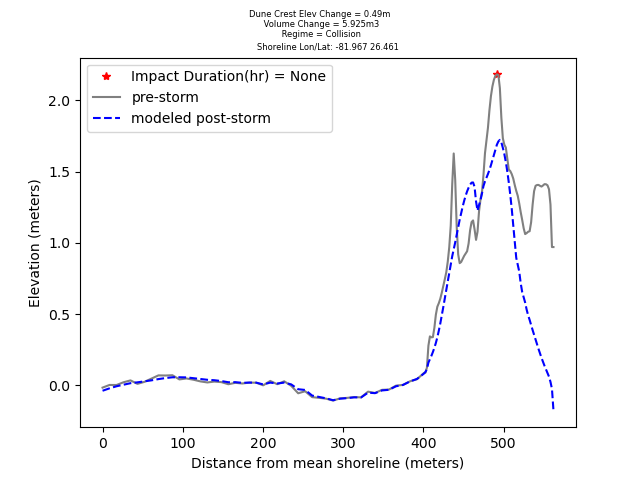 Dune Crest Elev Change = 0.49m
Volume Change = 5.925m3
Regime = Collision
Shoreline Lon/Lat: -81.967 26.461
Impact Duration(hr) = None
pre-storm
modeled post-storm
Elevation (meters)
2.0
1.5
1.0
0.5
0.0
0 100 200 300 400 500
Distance from mean shoreline (meters)